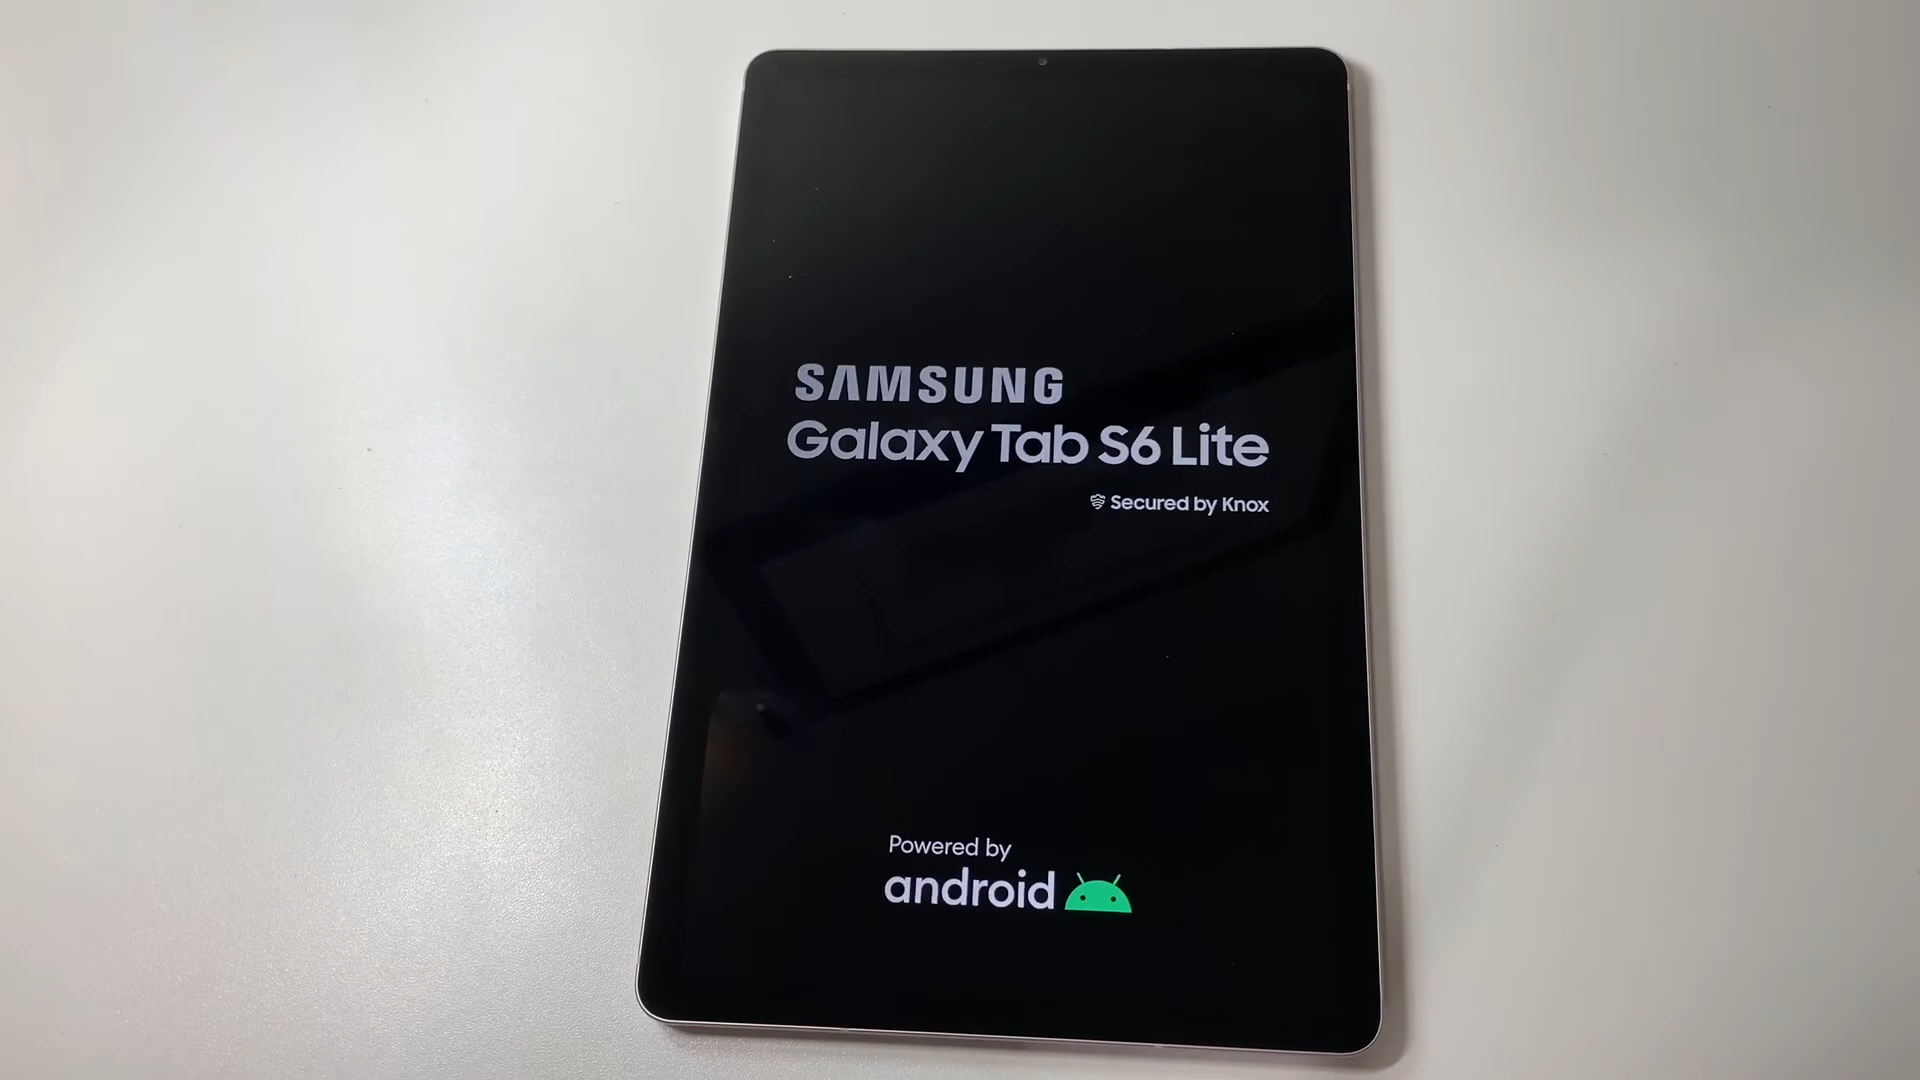 SAMSUNG
Galaxy Tab S6 Lite
Secured by Knox
Powered by
android